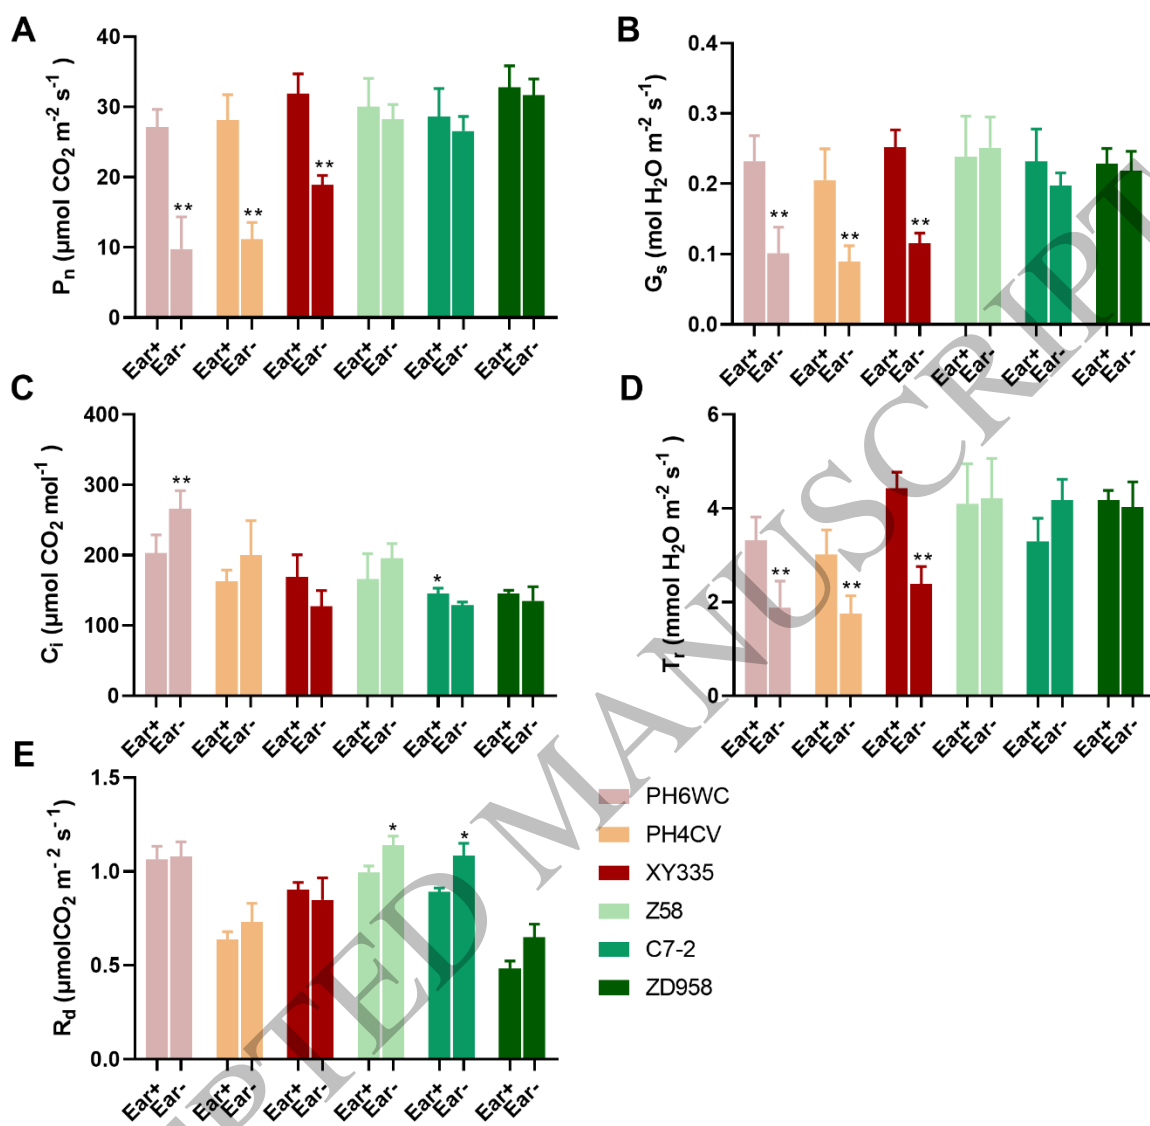 A
Pn (µmol CO2 m-2 s-1)
40
30
20
10
0
**
**
**
Ear+ Ear- Ear+ Ear- Ear+ Ear- Ear+ Ear- Ear+ Ear- Ear+ Ear-
B
Gs (mol H2O m-2 s-1)
0.4
0.3
0.2
0.1
0.0
**
**
**
Ear+ Ear- Ear+ Ear- Ear+ Ear- Ear+ Ear- Ear+ Ear- Ear+ Ear-
C
Ci (µmol CO2 mol-1 )
400
300
200
100
0
**
*
Ear+ Ear- Ear+ Ear- Ear+ Ear- Ear+ Ear- Ear+ Ear- Ear+ Ear-
D
Tr (mmol H2O m-2 s-1)
6
4
2
0
**
**
**
Ear+ Ear- Ear+ Ear- Ear+ Ear- Ear+ Ear- Ear+ Ear- Ear+ Ear-
E
Rd (µmolCO2 m-2 s-1)
1.5
1.0
0.5
0.0
*
*
Ear+ Ear- Ear+ Ear- Ear+ Ear- Ear+ Ear- Ear+ Ear- Ear+ Ear-
PH6WC
PH4CV
XY335
Z58
C7-2
ZD958
PTED MANUSCRIPT